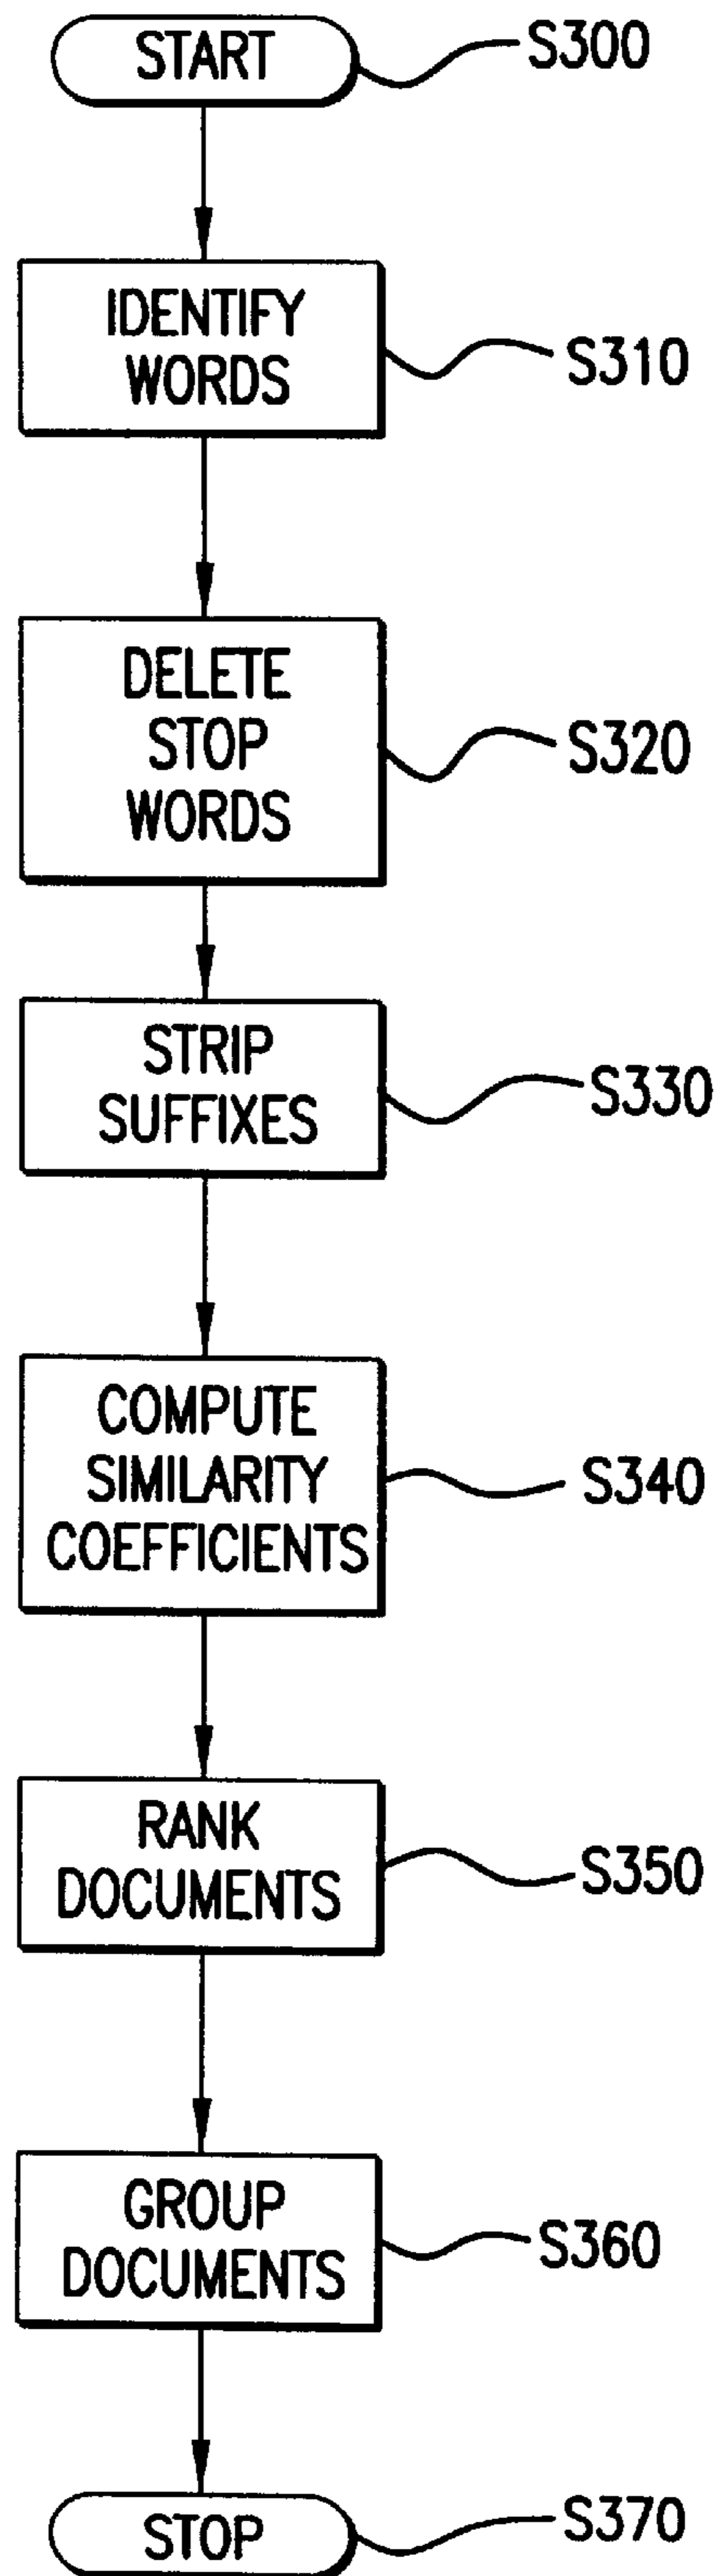 START
S300
IDENTIFY
WORDS
S310
DELETE
STOP
WORDS
S320
STRIP
SUFFIXES
S330
COMPUTE
SIMILARITY
COEFFICIENTS
S340
RANK
DOCUMENTS
S350
GROUP
DOCUMENTS
S360
STOP
S370